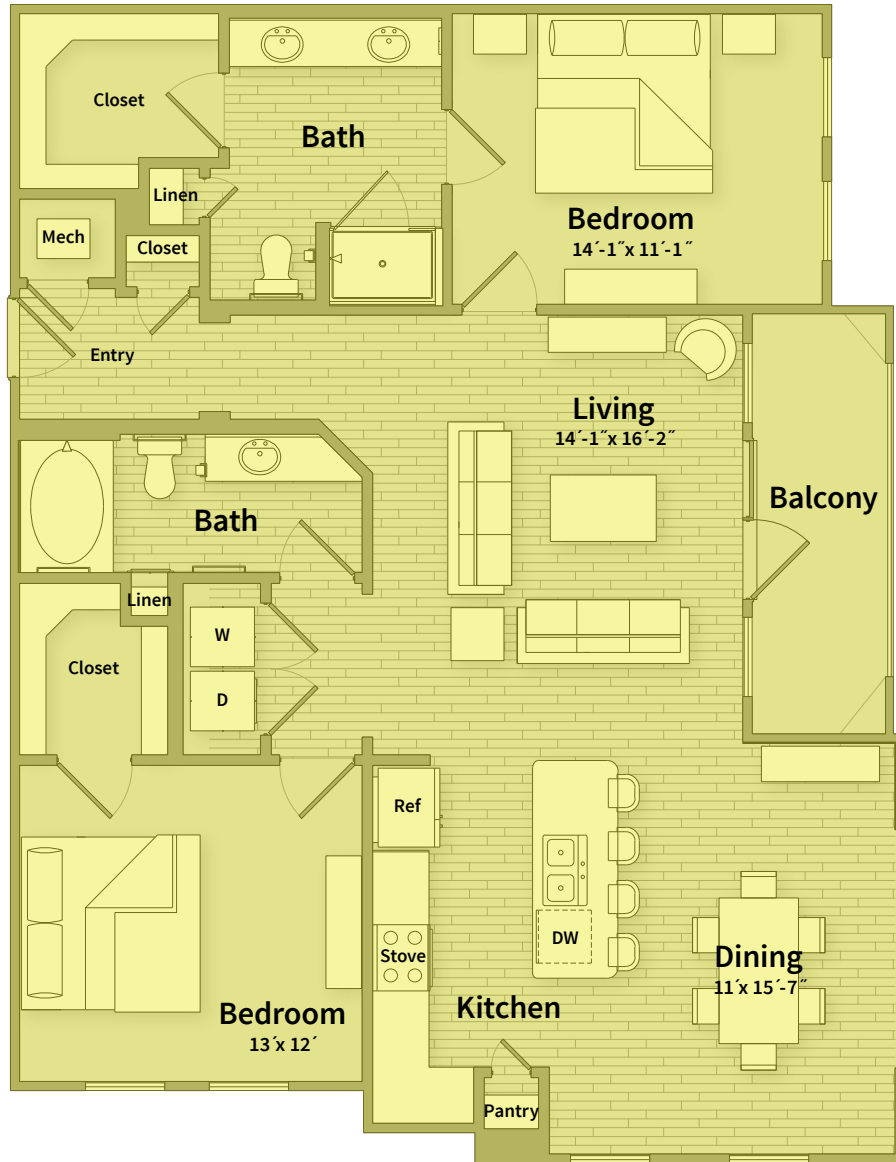 Closet
Bath
Linen
Bedroom
14´-1˝x 11´-1˝
Mech
Closet
Entry
Living
14´-1˝x 16´-2˝
Balcony
Bath
Linen
W
Closet
D
Ref
DW
Stove
Dining
11´x 15´-7˝
Kitchen
Bedroom
13´x 12´
Pantry